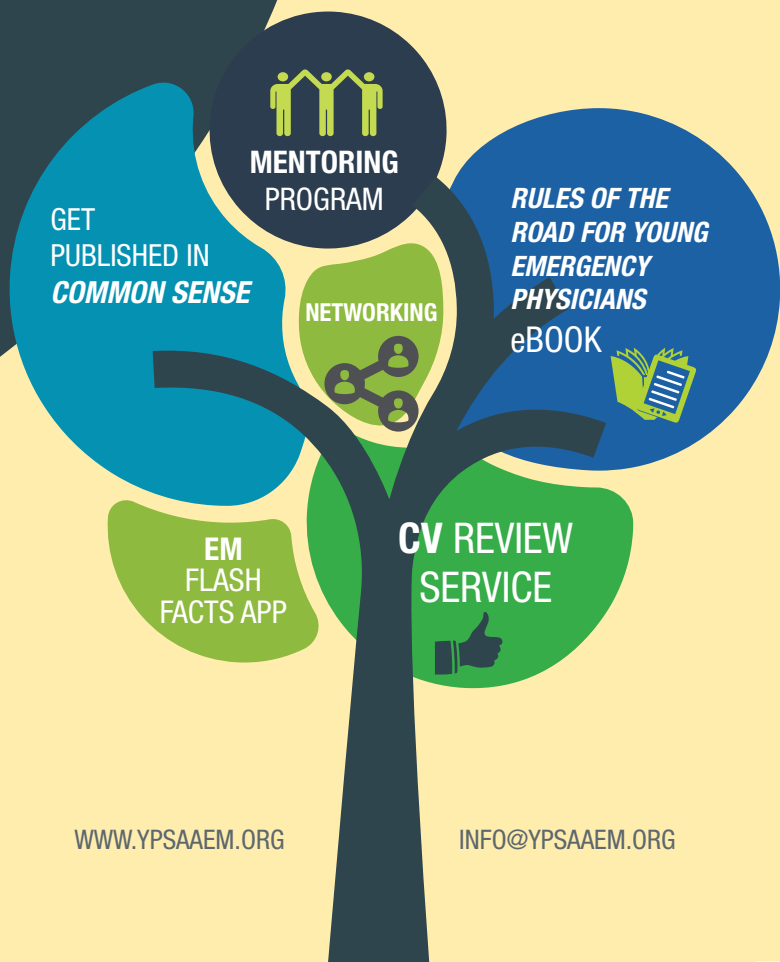 MENTORING
PROGRAM
GET
PUBLISHED IN
COMMON SENSE
RULES OF THE
ROAD FOR YOUNG
EMERGENCY
PHYSICIANS
eBOOK
NETWORKING
EM
FLASH
FACTS APP
CV REVIEW
SERVICE
WWW.YPSAAEM.ORG
INFO@YPSAAEM.ORG